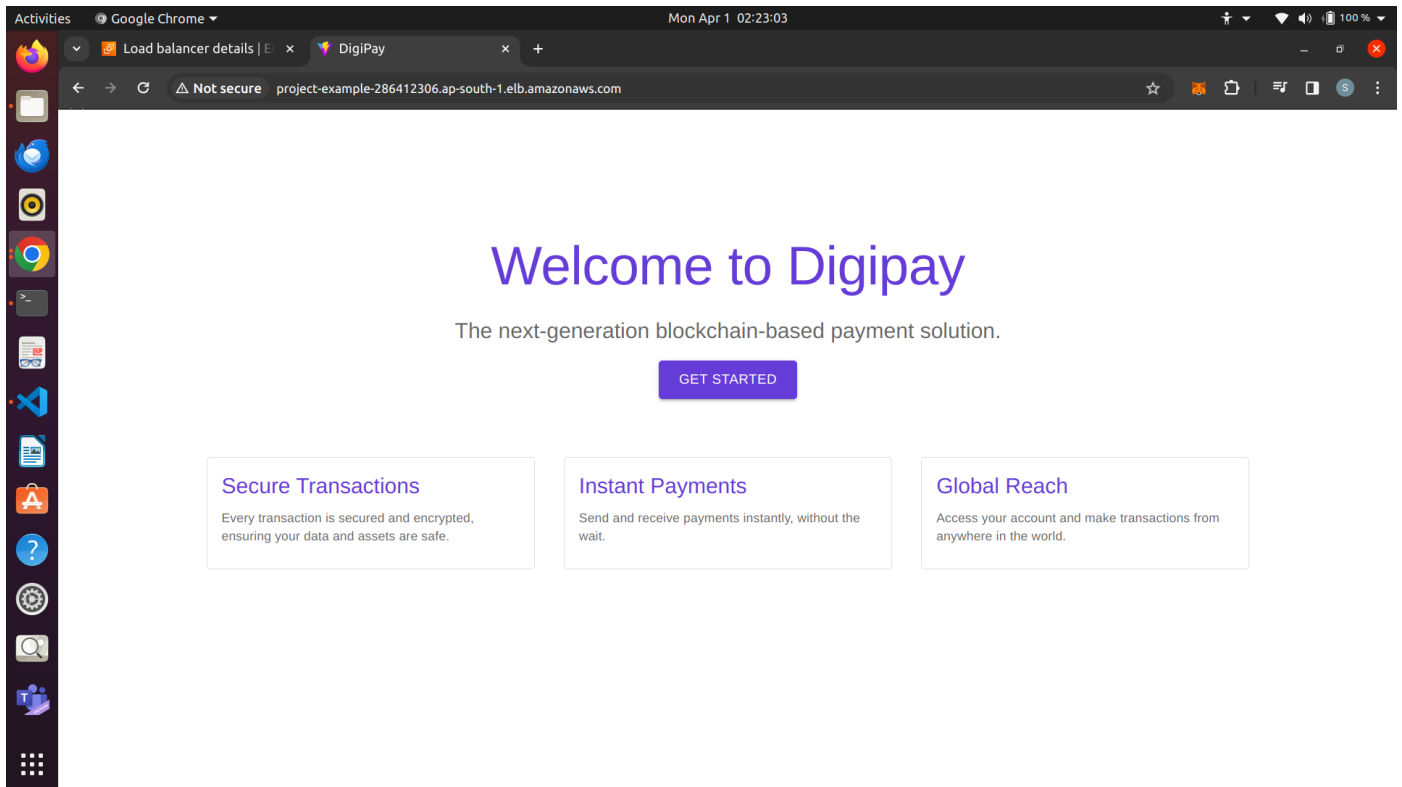 Activities
Google Chrome
Mon Apr 1 02:23:03
100 %
Load balancer details | E
DigiPay
Not secure
project-example-286412306.ap-south-1.elb.amazonaws.com
S
Welcome to Digipay
The next-generation blockchain-based payment solution.
GET STARTED
Secure Transactions
Every transaction is secured and encrypted,
ensuring your data and assets are safe.
Instant Payments
Send and receive payments instantly, without the
wait.
Global Reach
Access your account and make transactions from
anywhere in the world.